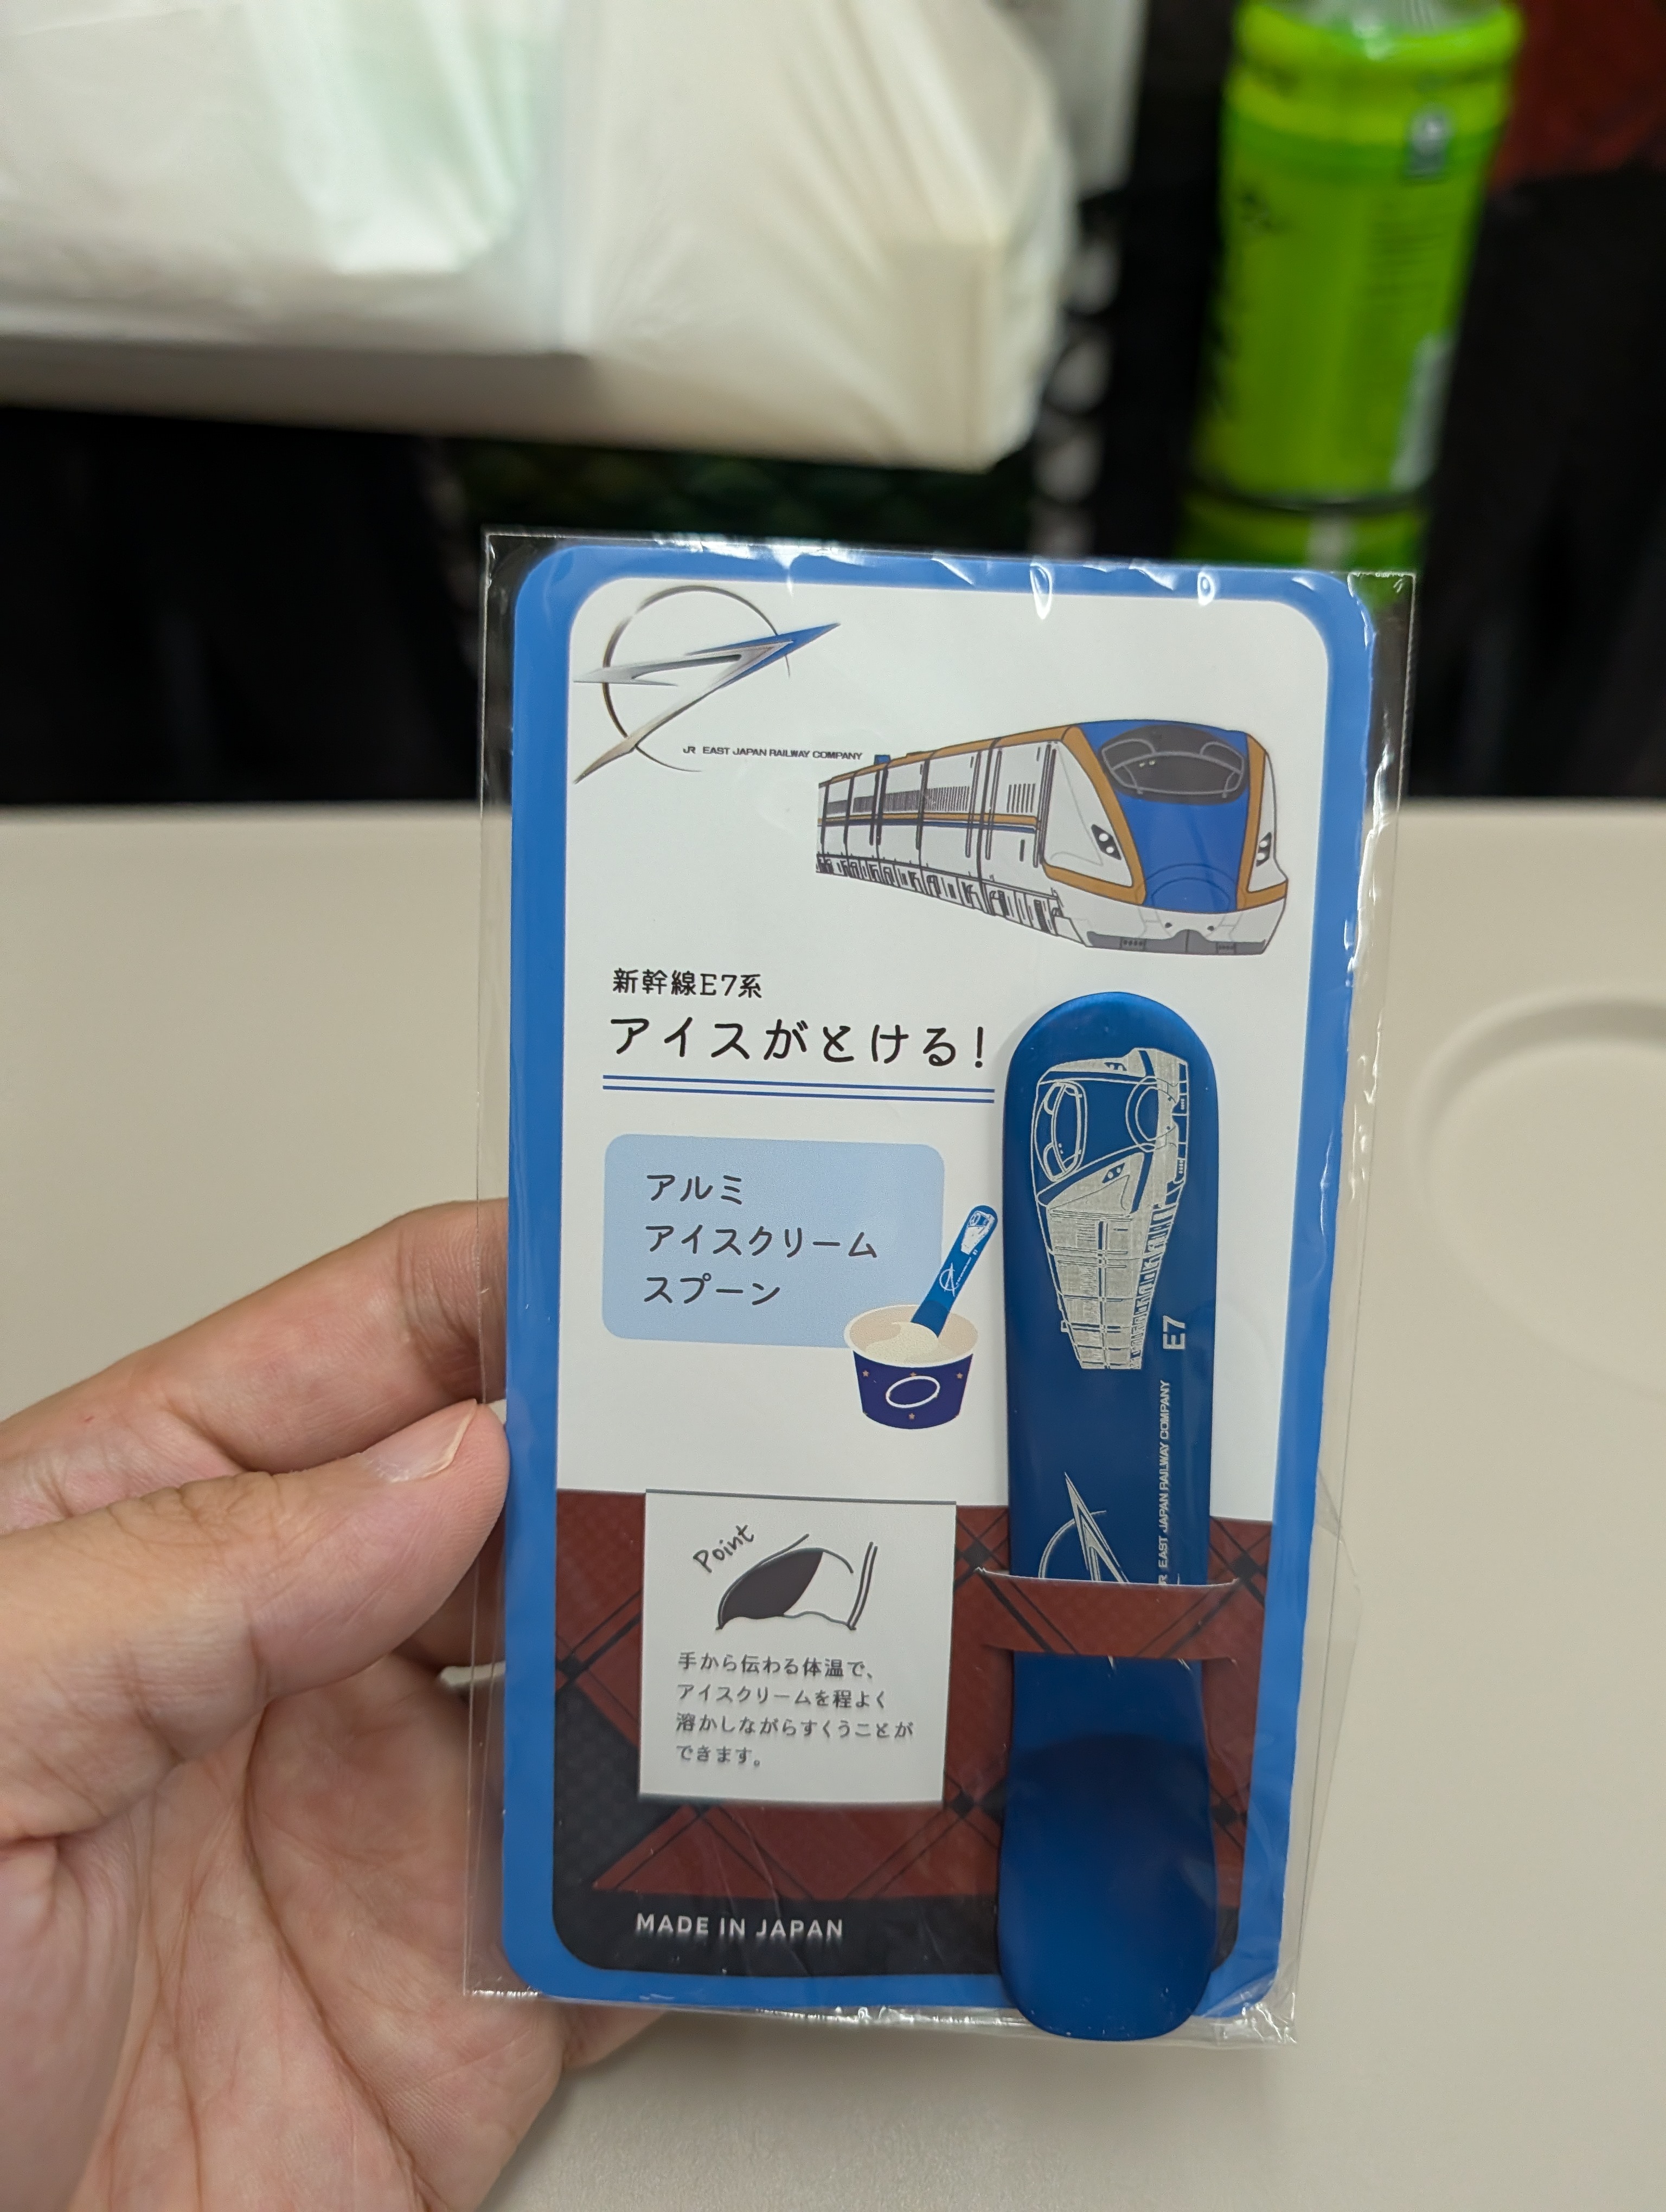 JR EAST JAPAN RAILWAY COMPANY
新幹線E7系
アイスがとける!
アルミ
アイスクリーム
スプーン
E7
JR EAST JAPAN RAILWAY COMPANY
Point
手から伝わる体温で、
アイスクリームを程よく
溶かしながらすくうことが
できます。
MADE IN JAPAN